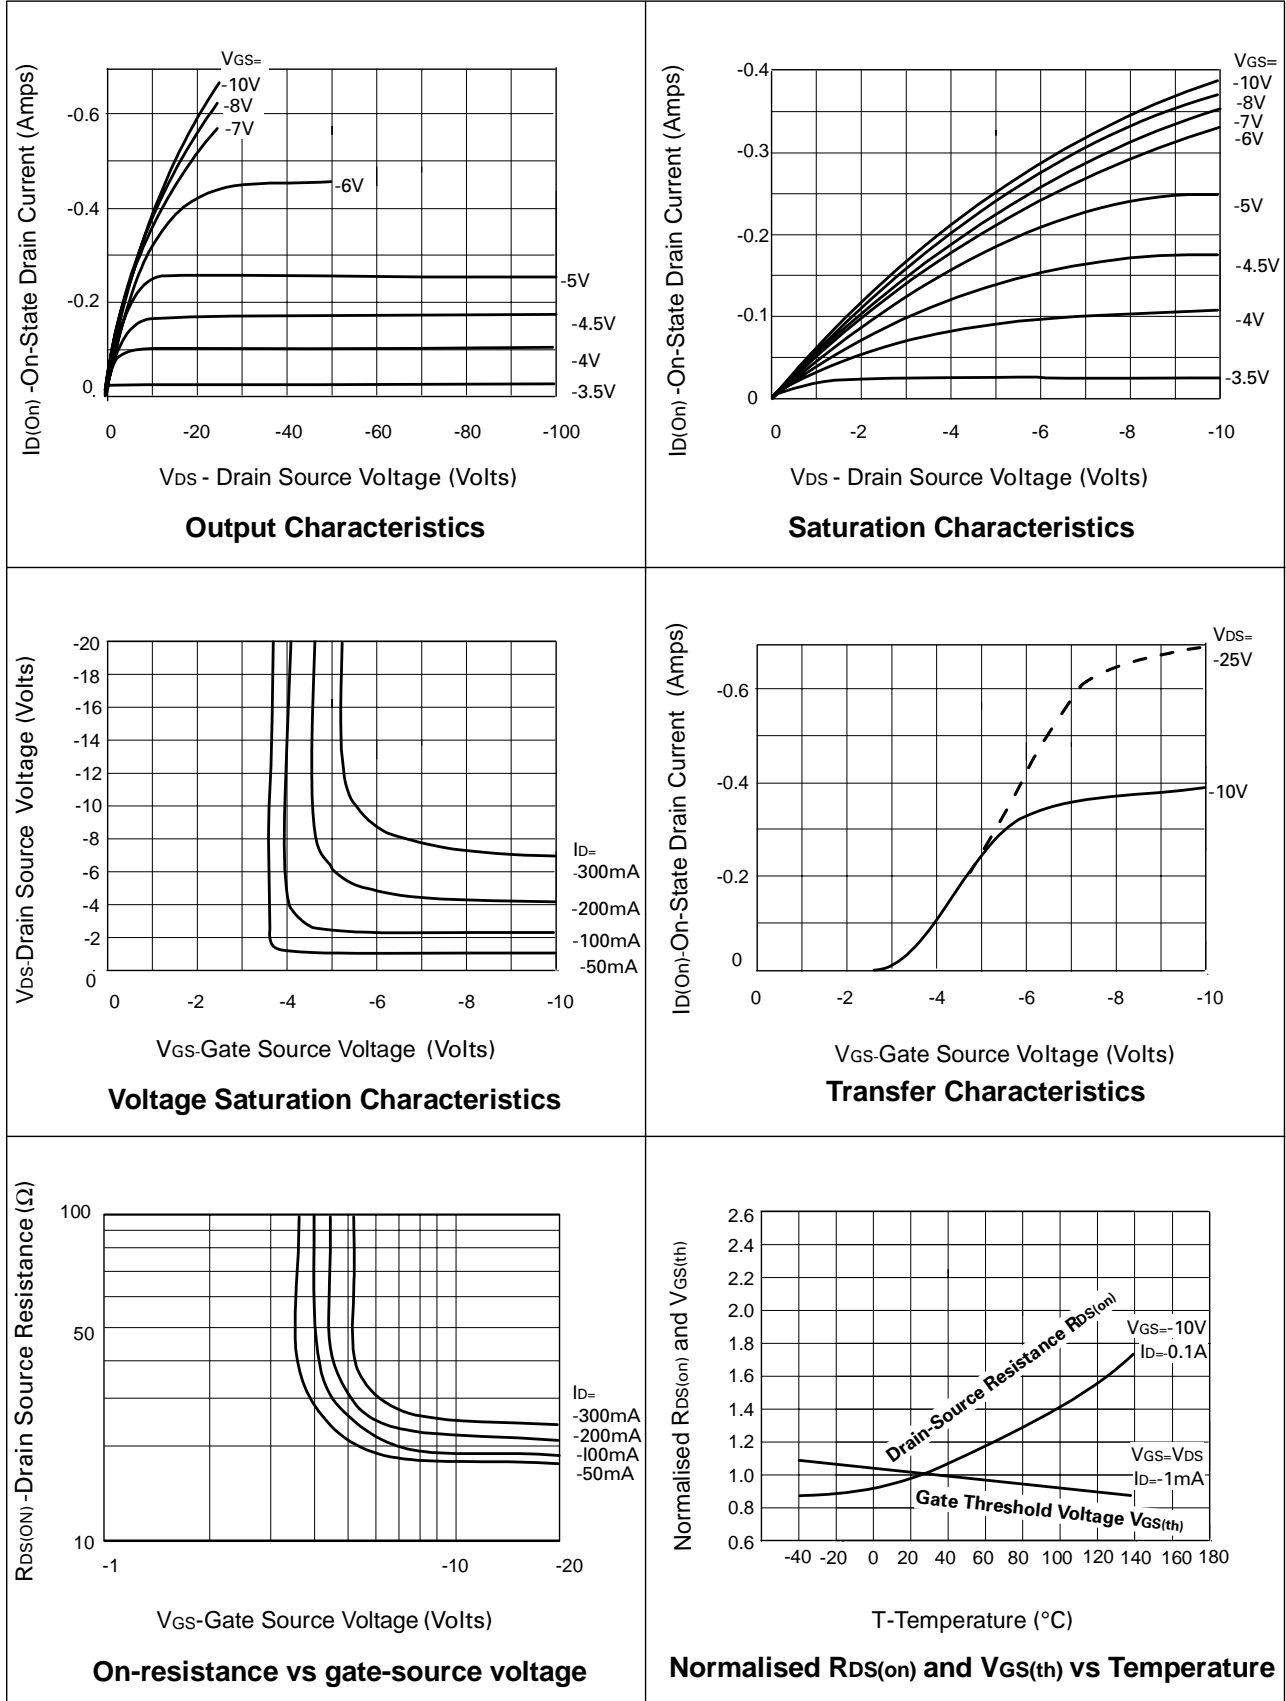 VGS=
-10V
-8V
-7V
-6V
-5V
-4.5V
-4V
-3.5V
-0.6
-0.4
-0.2
0
0 -20 -40 -60 -80 -100
ID(On) -On-State Drain Current (Amps)
VDS - Drain Source Voltage (Volts)
Output Characteristics
VGS=
-10V
-8V
-7V
-6V
-5V
-4.5V
-4V
-3.5V
-0.4
-0.3
-0.2
-0.1
0
0 -2 -4 -6 -8 -10
ID(On) -On-State Drain Current (Amps)
VDS - Drain Source Voltage (Volts)
Saturation Characteristics
-20
-18
-16
-14
-12
-10
-8
-6
-4
-2
0
0 -2 -4 -6 -8 -10
ID=
-300mA
-200mA
-100mA
-50mA
VDS-Drain Source Voltage (Volts)
VGS-Gate Source Voltage (Volts)
Voltage Saturation Characteristics
VDS=
-25V
-10V
-0.6
-0.4
-0.2
0
0 -2 -4 -6 -8 -10
ID(On)-On-State Drain Current (Amps)
VGS-Gate Source Voltage (Volts)
Transfer Characteristics
100
50
10
-1 -10 -20
ID=
-300mA
-200mA
-100mA
-50mA
RDS(ON) -Drain Source Resistance (Ω)
VGS-Gate Source Voltage (Volts)
On-resistance vs gate-source voltage
2.6
2.4
2.2
2.0
1.8
1.6
1.4
1.2
1.0
0.8
0.6
-40 -20 0 20 40 60 80 100 120 140 160 180
Drain-Source Resistance RDS(on)
VGS=-10V
ID=-0.1A
VGS=VDS
ID=-1mA
Gate Threshold Voltage VGS(th)
Normalised RDS(on) and VGS(th)
T-Temperature (°C)
Normalised RDS(on) and VGS(th) vs Temperature